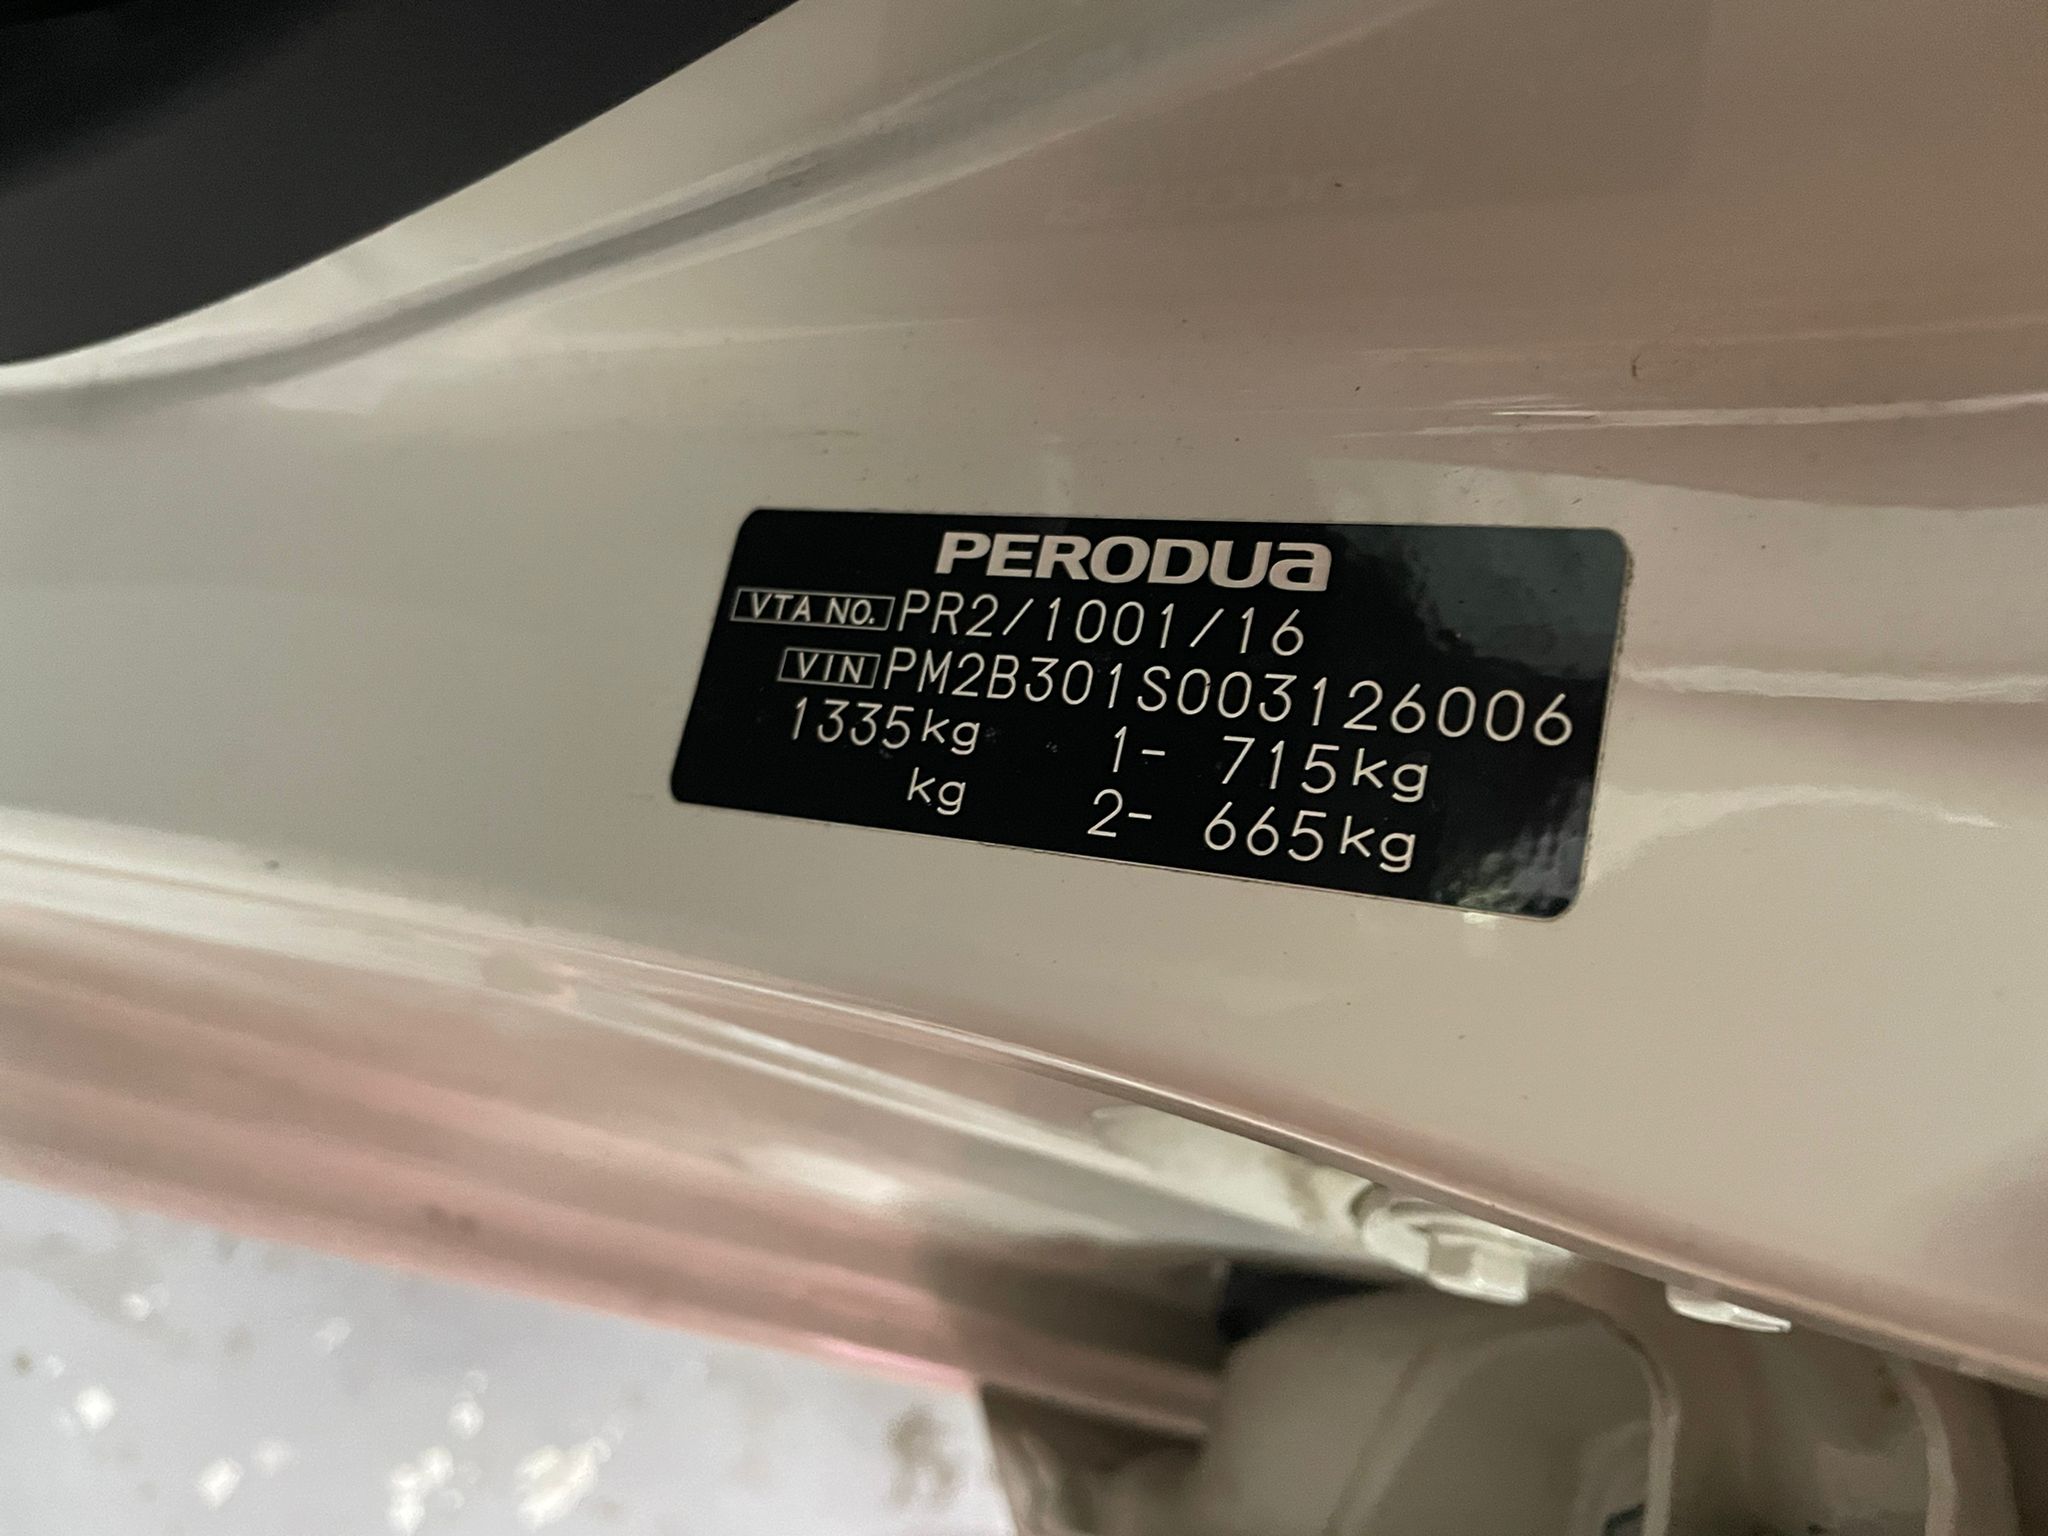 PERODUA
VTA NO. PR2/1001/16
VIN PM2B301S003126006
1335kg 1- 715kg
kg 2- 665kg